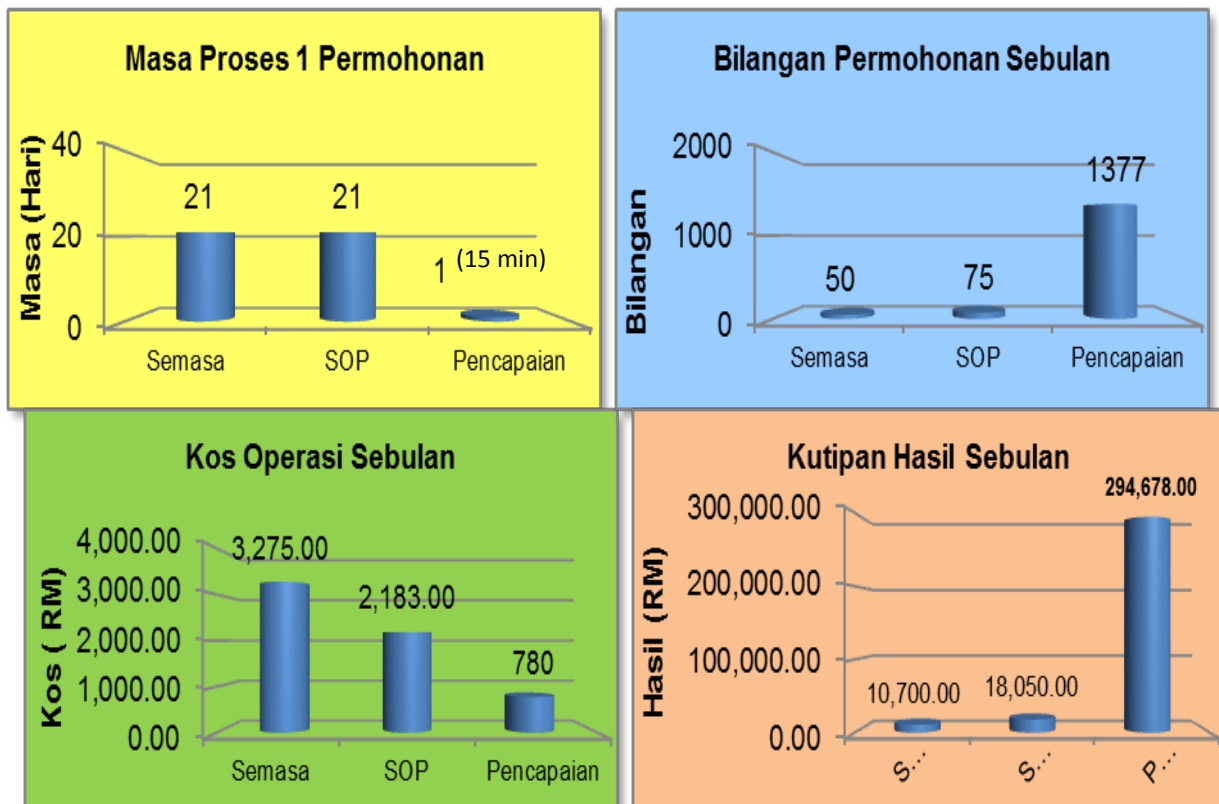 Masa Proses 1 Permohonan
Masa (Hari)
40
20
0
21
21
1 (15 min)
Semasa
SOP
Pencapaian
Bilangan Permohonan Sebulan
Bilangan
2000
1000
0
50
75
1377
Semasa
SOP
Pencapaian
Kos Operasi Sebulan
Kos ( RM)
4,000.00
3,000.00
2,000.00
1,000.00
0.00
3,275.00
2,183.00
780
Semasa
SOP
Pencapaian
Kutipan Hasil Sebulan
Hasil (RM)
300,000.00
200,000.00
100,000.00
0.00
10,700.00
18,050.00
294,678.00
S...
S...
P...